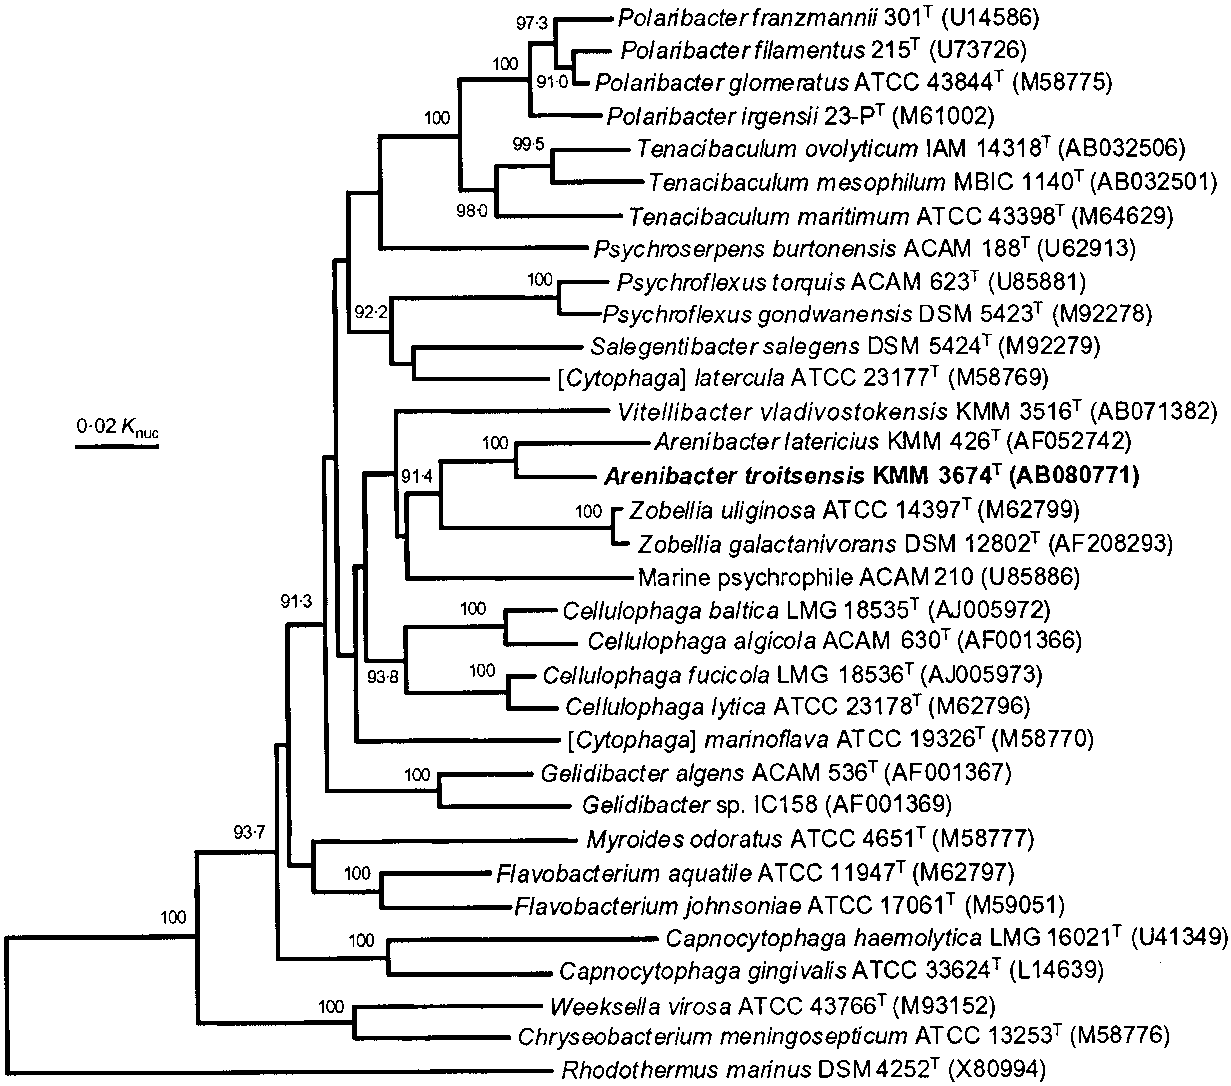 97·3
Polaribacter franzmannii 301ᵀ (U14586)
Polaribacter filamentus 215ᵀ (U73726)
100
91·0
Polaribacter glomeratus ATCC 43844ᵀ (M58775)
Polaribacter irgensii 23-Pᵀ (M61002)
100
99·5
Tenacibaculum ovolyticum IAM 14318ᵀ (AB032506)
Tenacibaculum mesophilum MBIC 1140ᵀ (AB032501)
98·0
Tenacibaculum maritimum ATCC 43398ᵀ (M64629)
Psychroserpens burtonensis ACAM 188ᵀ (U62913)
100
Psychroflexus torquis ACAM 623ᵀ (U85881)
92·2
Psychroflexus gondwanensis DSM 5423ᵀ (M92278)
Salegentibacter salegens DSM 5424ᵀ (M92279)
[Cytophaga] latercula ATCC 23177ᵀ (M58769)
Vitellibacter vladivostokensis KMM 3516ᵀ (AB071382)
0·02 Knuc
100
Arenibacter latericius KMM 426ᵀ (AF052742)
91·4
Arenibacter troitsensis KMM 3674ᵀ (AB080771)
100
Zobellia uliginosa ATCC 14397ᵀ (M62799)
Zobellia galactanivorans DSM 12802ᵀ (AF208293)
Marine psychrophile ACAM 210 (U85886)
91·3
100
Cellulophaga baltica LMG 18535ᵀ (AJ005972)
Cellulophaga algicola ACAM 630ᵀ (AF001366)
93·8
100
Cellulophaga fucicola LMG 18536ᵀ (AJ005973)
Cellulophaga lytica ATCC 23178ᵀ (M62796)
[Cytophaga] marinoflava ATCC 19326ᵀ (M58770)
100
Gelidibacter algens ACAM 536ᵀ (AF001367)
Gelidibacter sp. IC158 (AF001369)
93·7
Myroides odoratus ATCC 4651ᵀ (M58777)
100
Flavobacterium aquatile ATCC 11947ᵀ (M62797)
Flavobacterium johnsoniae ATCC 17061ᵀ (M59051)
100
100
Capnocytophaga haemolytica LMG 16021ᵀ (U41349)
Capnocytophaga gingivalis ATCC 33624ᵀ (L14639)
100
Weeksella virosa ATCC 43766ᵀ (M93152)
Chryseobacterium meningosepticum ATCC 13253ᵀ (M58776)
Rhodothermus marinus DSM 4252ᵀ (X80994)